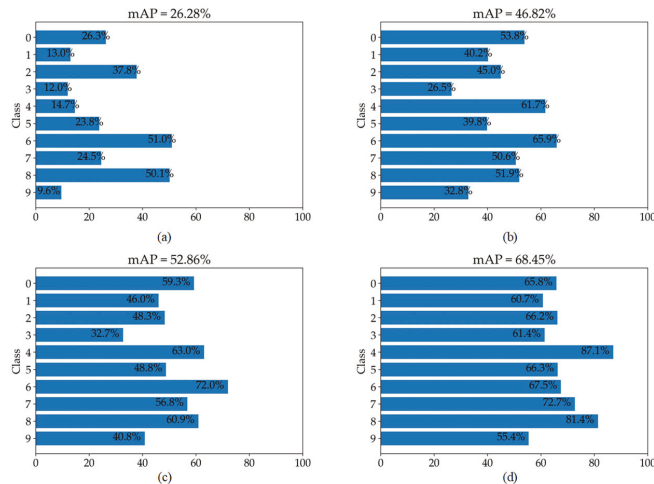 mAP = 26.28%
Class
0 26.3%
1 13.0%
2 37.8%
3 12.0%
4 14.7%
5 23.8%
6 51.0%
7 24.5%
8 50.1%
9 9.6%
0 20 40 60 80 100
(a)
mAP = 46.82%
0 53.8%
1 40.2%
2 45.0%
3 26.5%
4 61.7%
5 39.8%
6 65.9%
7 50.6%
8 51.9%
9 32.8%
0 20 40 60 80 100
(b)
mAP = 52.86%
Class
0 59.3%
1 46.0%
2 48.3%
3 32.7%
4 63.0%
5 48.8%
6 72.0%
7 56.8%
8 60.9%
9 40.8%
0 20 40 60 80 100
(c)
mAP = 68.45%
Class
0 65.8%
1 60.7%
2 66.2%
3 61.4%
4 87.1%
5 66.3%
6 67.5%
7 72.7%
8 81.4%
9 55.4%
0 20 40 60 80 100
(d)